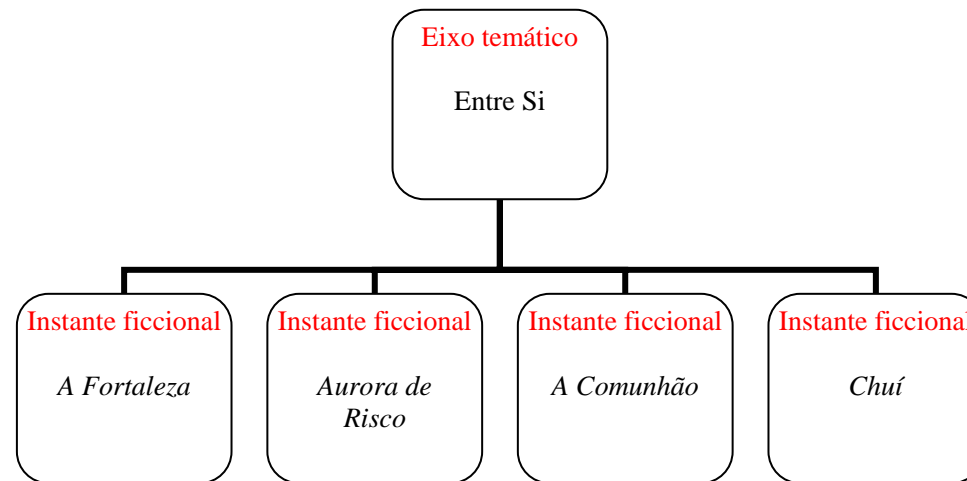 Eixo temático
Entre Si
Instante ficcional
A Fortaleza
Instante ficcional
Aurora de
Risco
Instante ficcional
A Comunhão
Instante ficcional
Chuí